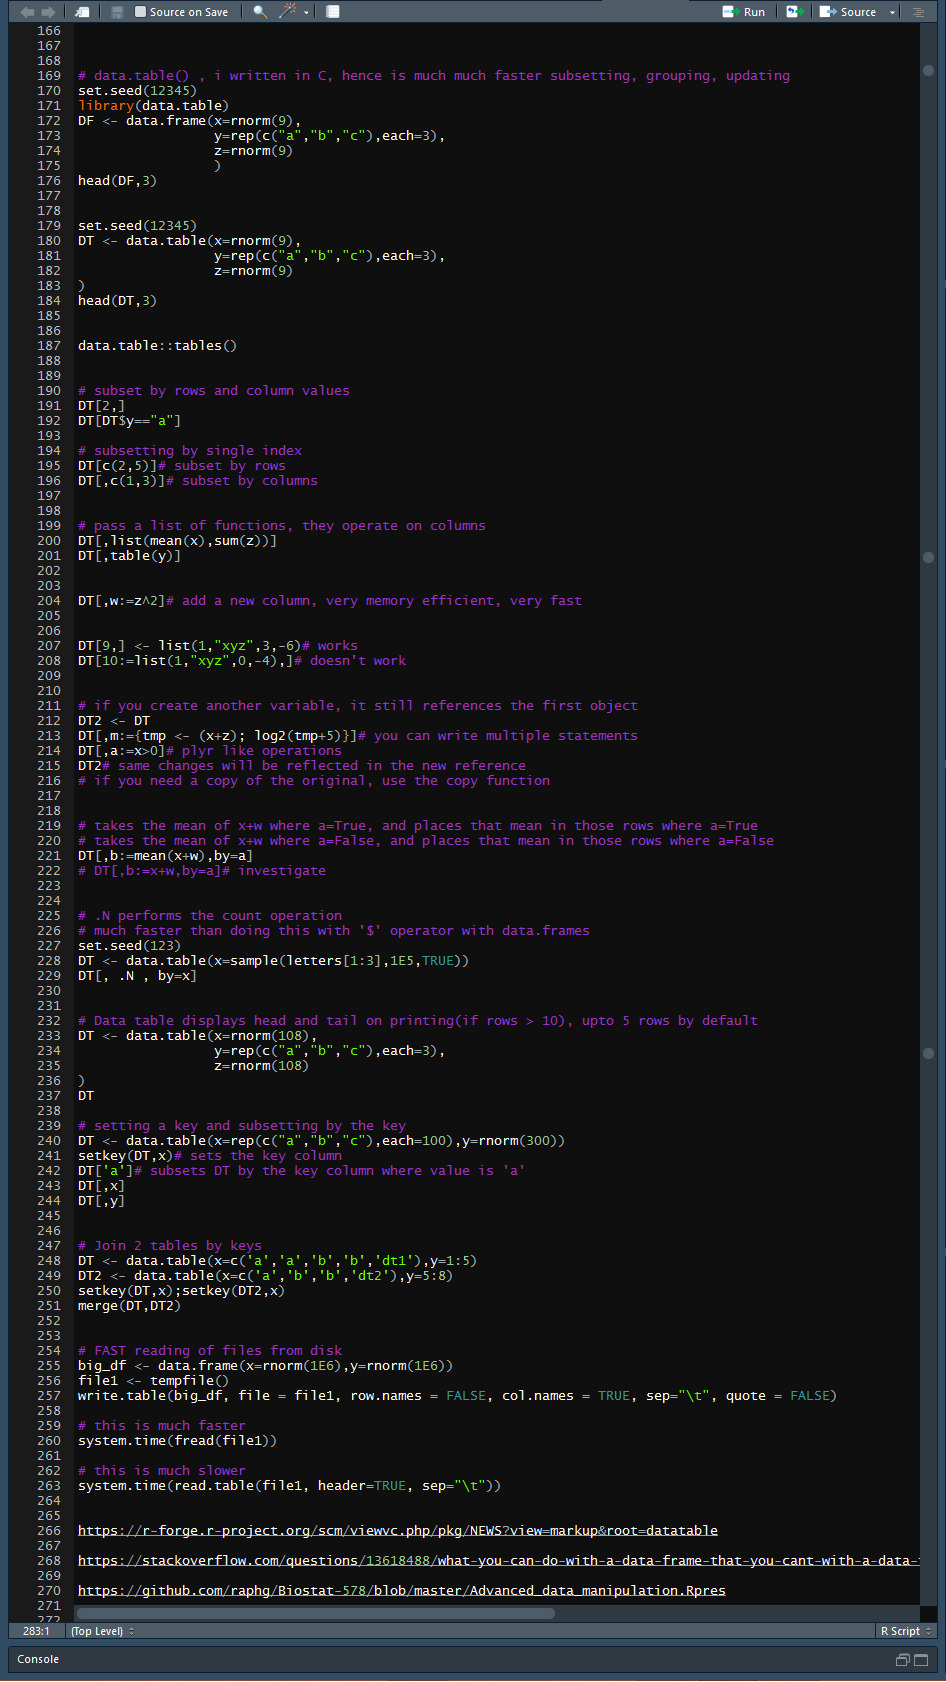 Source on Save
Run
Source
166
167
168
169 # data.table() , i written in C, hence is much much faster subsetting, grouping, updating
170 set.seed(12345)
171 library(data.table)
172 DF <- data.frame(x=rnorm(9),
173 y=rep(c("a","b","c"),each=3),
174 z=rnorm(9)
175 )
176 head(DF,3)
177
178
179 set.seed(12345)
180 DT <- data.table(x=rnorm(9),
181 y=rep(c("a","b","c"),each=3),
182 z=rnorm(9)
183 )
184 head(DT,3)
185
186
187 data.table::tables()
188
189
190 # subset by rows and column values
191 DT[2,]
192 DT[DT$y=="a"]
193
194 # subsetting by single index
195 DT[c(2,5)]# subset by rows
196 DT[,c(1,3)]# subset by columns
197
198
199 # pass a list of functions, they operate on columns
200 DT[,list(mean(x),sum(z))]
201 DT[,table(y)]
202
203
204 DT[,w:=z^2]# add a new column, very memory efficient, very fast
205
206
207 DT[9,] <- list(1,"xyz",3,-6)# works
208 DT[10:=list(1,"xyz",0,-4),]# doesn't work
209
210
211 # if you create another variable, it still references the first object
212 DT2 <- DT
213 DT[,m:={tmp <- (x+z); log2(tmp+5)}]# you can write multiple statements
214 DT[,a:=x>0]# plyr like operations
215 DT2# same changes will be reflected in the new reference
216 # if you need a copy of the original, use the copy function
217
218
219 # takes the mean of x+w where a=True, and places that mean in those rows where a=True
220 # takes the mean of x+w where a=False, and places that mean in those rows where a=False
221 DT[,b:=mean(x+w),by=a]
222 # DT[,b:=x+w,by=a]# investigate
223
224
225 # .N performs the count operation
226 # much faster than doing this with '$' operator with data.frames
227 set.seed(123)
228 DT <- data.table(x=sample(letters[1:3],1E5,TRUE))
229 DT[, .N , by=x]
230
231
232 # Data table displays head and tail on printing(if rows > 10), upto 5 rows by default
233 DT <- data.table(x=rnorm(108),
234 y=rep(c("a","b","c"),each=3),
235 z=rnorm(108)
236 )
237 DT
238
239 # setting a key and subsetting by the key
240 DT <- data.table(x=rep(c("a","b","c"),each=100),y=rnorm(300))
241 setkey(DT,x)# sets the key column
242 DT['a']# subsets DT by the key column where value is 'a'
243 DT[,x]
244 DT[,y]
245
246
247 # Join 2 tables by keys
248 DT <- data.table(x=c('a','a','b','b','dt1'),y=1:5)
249 DT2 <- data.table(x=c('a','b','b','dt2'),y=5:8)
250 setkey(DT,x);setkey(DT2,x)
251 merge(DT,DT2)
252
253
254 # FAST reading of files from disk
255 big_df <- data.frame(x=rnorm(1E6),y=rnorm(1E6))
256 file1 <- tempfile()
257 write.table(big_df, file = file1, row.names = FALSE, col.names = TRUE, sep="\t", quote = FALSE)
258
259 # this is much faster
260 system.time(fread(file1))
261
262 # this is much slower
263 system.time(read.table(file1, header=TRUE, sep="\t"))
264
265
266 https://r-forge.r-project.org/scm/viewvc.php/pkg/NEWS?view=markup&root=datatable
267
268 https://stackoverflow.com/questions/13618488/what-you-can-do-with-a-data-frame-that-you-cant-with-a-data-
269
270 https://github.com/raphg/Biostat-578/blob/master/Advanced_data_manipulation.Rpres
271
272
283:1 (Top Level) R Script
Console